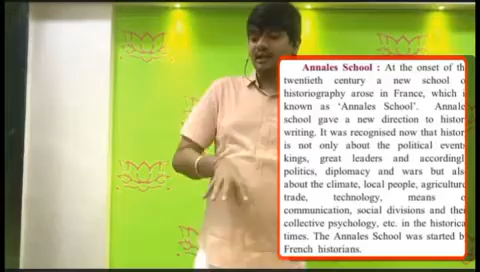 Annales School : At the onset of th
twentieth century a new school o
historiography arose in France, which i
known as ‘Annales School’. Annale
school gave a new direction to histor
writing. It was recognised now that histor
is not only about the political event
kings, great leaders and accordingl
politics, diplomacy and wars but als
about the climate, local people, agriculture
trade, technology, means o
communication, social divisions and thei
collective psychology, etc. in the historica
times. The Annales School was started b
French historians.